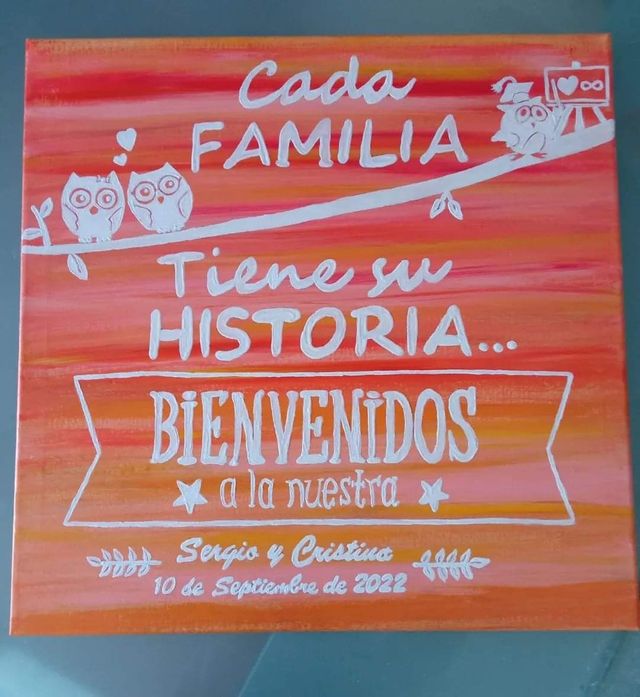 Cada
FAMILIA
Tiene su
HISTORIA...
BiENVENiDOS
a la nuestra
Sergio y Cristina
10 de Septiembre de 2022